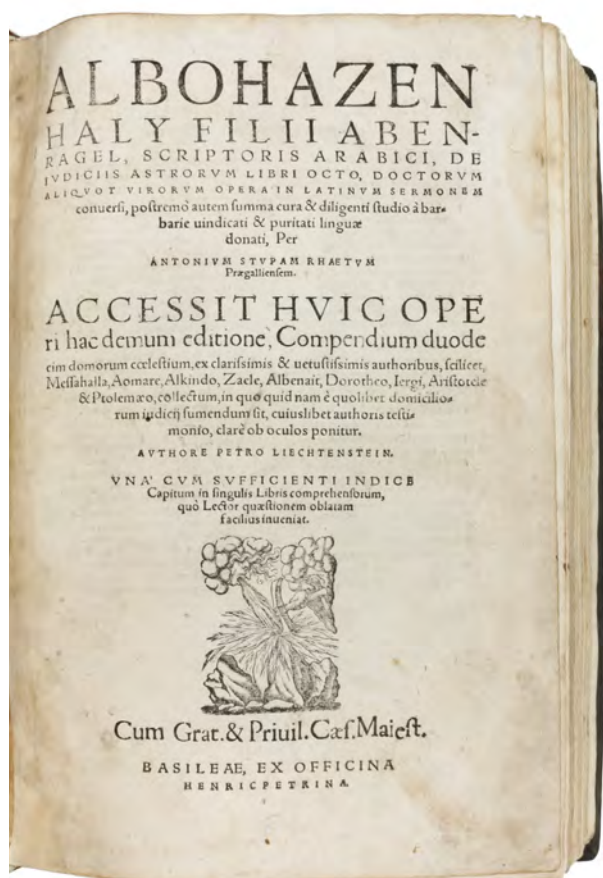 ALBOHAZEN
HALY FILII ABEN-
RAGEL, SCRIPTORIS ARABICI, DE
IVDICIIS ASTRORVM LIBRI OCTO, DOCTORVM
ALIQVOT VIRORVM OPERA IN LATINVM SERMONEM
conuersi, postremò autem summa cura & diligenti studio à bar-
barie uindicati & puritati linguæ
donati, Per
ANTONIVM STVPAM RHAETVM
Prægalliensem.
ACCESSIT HVIC OPE
ri hac demum editione, Compendium duode
cim domorum cœlestium, ex clarissimis & uetustissimis authoribus, scilicet,
Messahalla, Aomare, Alkindo, Zaele, Albenait, Dorotheo, Iergi, Aristotele
& Ptolemæo, collectum, in quo quid nam è quolibet domicilio-
rum iudicij sumendum sit, cuiuslibet authoris testi-
monio, clarè ob oculos ponitur.
AVTHORE PETRO LIECHTENSTEIN.
VNA' CVM SVFFICIENTI INDICE
Capitum in singulis Libris comprehensorum,
quò Lector quæstionem oblatam
facilius inueniat.
Cum Grat. & Priuil. Cæs. Maiest.
BASILEAE, EX OFFICINA
HENRICPETRINA.